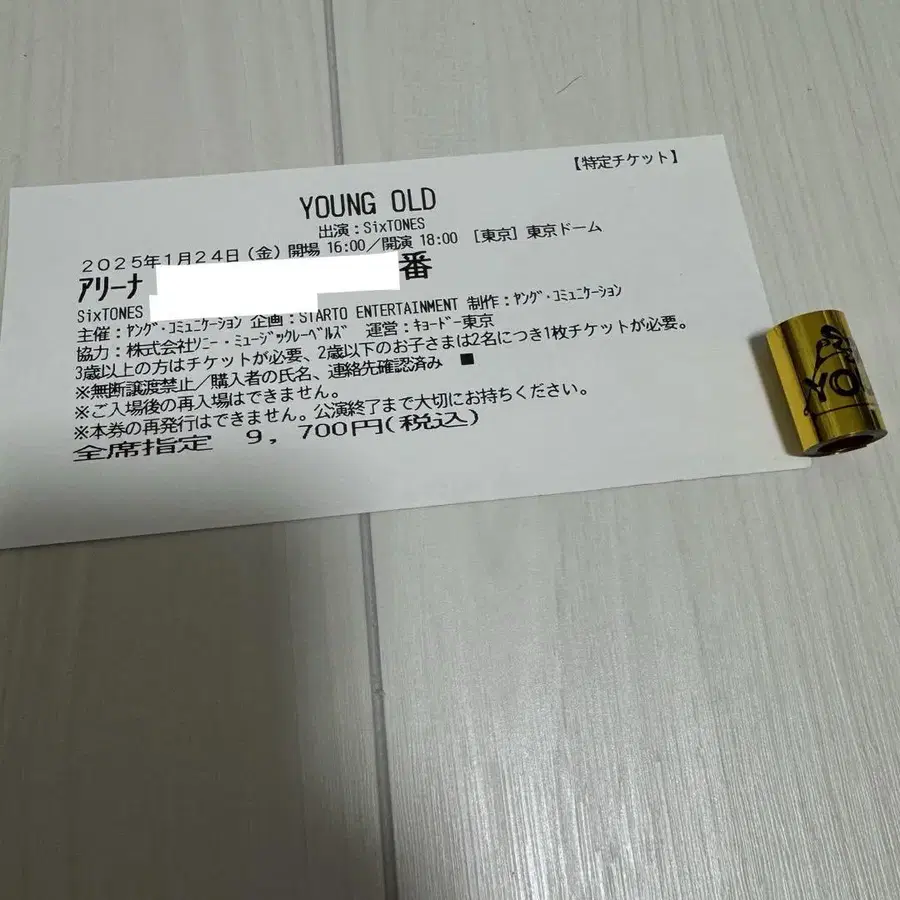 【特定チケット】
YOUNG OLD
出演：SixTONES
2025年1月24日（金）開場 16:00／開演 18:00 ［東京］東京ドーム
アリーナ 番
SixTONES
主催：ﾔﾝｸﾞ・ｺﾐｭﾆｹｰｼｮﾝ 企画：STARTO ENTERTAINMENT 制作：ﾔﾝｸﾞ・ｺﾐｭﾆｹｰｼｮﾝ
協力：株式会社ｿﾆｰ・ﾐｭｰｼﾞｯｸﾚｰﾍﾞﾙｽﾞ 運営：ｷｮｰﾄﾞｰ東京
3歳以上の方はチケットが必要、2歳以下のお子さまは2名につき1枚チケットが必要。
※無断譲渡禁止／購入者の氏名、連絡先確認済み ■
※ご入場後の再入場はできません。
※本券の再発行はできません。公演終了まで大切にお持ちください。
全席指定 9,700円(税込)
YO